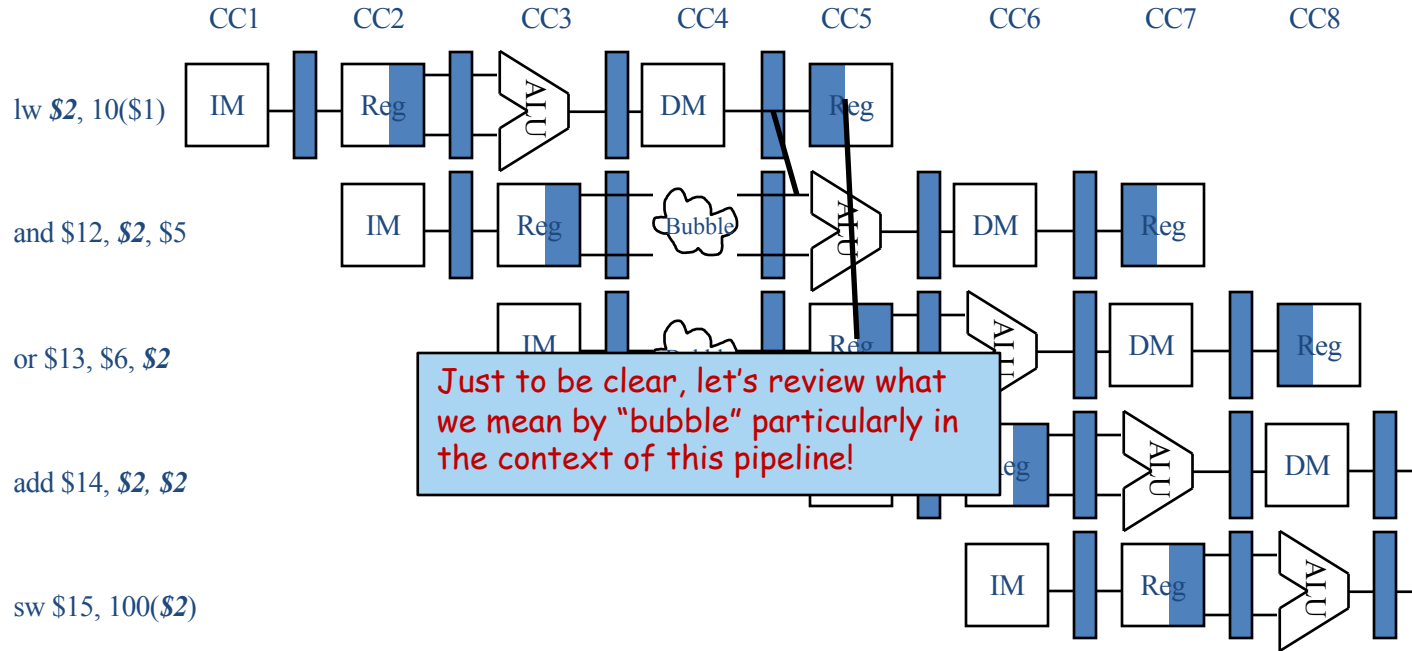 CC1 CC2 CC3 CC4 CC5 CC6 CC7 CC8
lw $2, 10($1) IM Reg ALU DM Reg
and $12, $2, $5 IM Reg Bubble ALU DM Reg
or $13, $6, $2 IM Reg ALU DM Reg
Just to be clear, let's review what
we mean by “bubble” particularly in
the context of this pipeline!
add $14, $2, $2 Reg ALU DM
sw $15, 100($2) IM Reg ALU